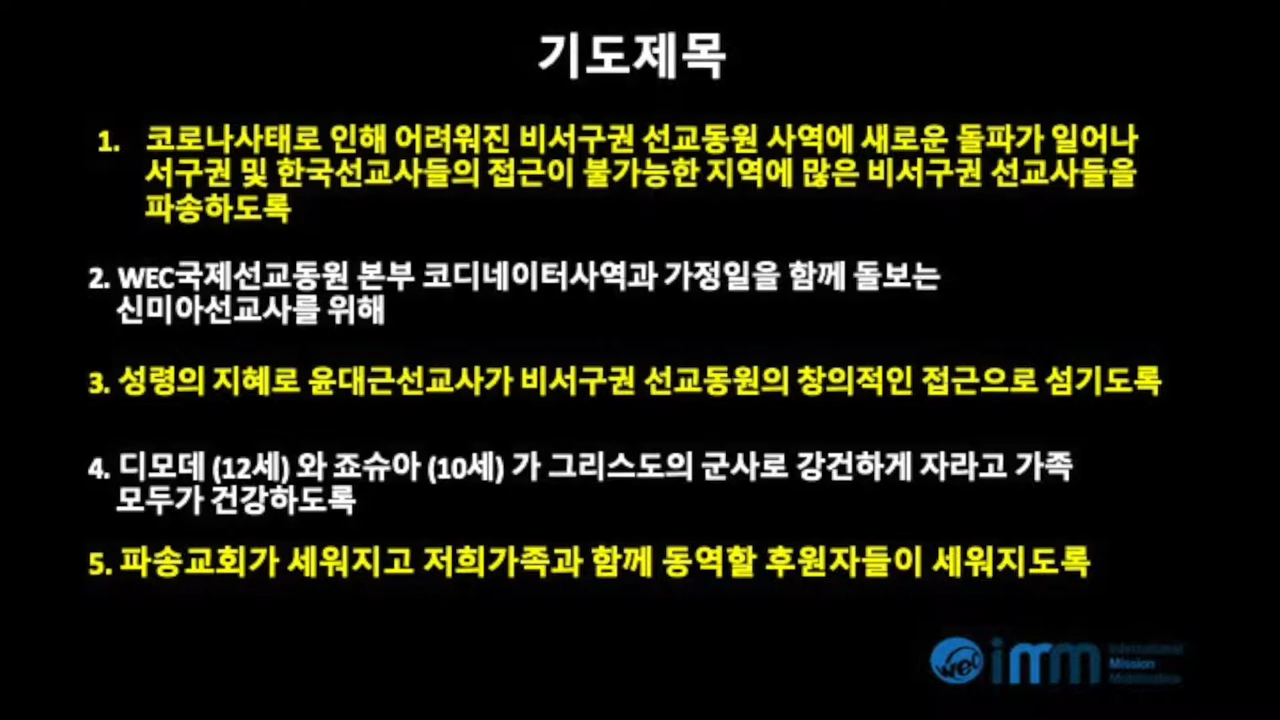 기도제목
1. 코로나사태로 인해 어려워진 비서구권 선교동원 사역에 새로운 돌파가 일어나
서구권 및 한국선교사들의 접근이 불가능한 지역에 많은 비서구권 선교사들을
파송하도록
2. WEC국제선교동원 본부 코디네이터사역과 가정일을 함께 돌보는
신미아선교사를 위해
3. 성령의 지혜로 윤대근선교사가 비서구권 선교동원의 창의적인 접근으로 섬기도록
4. 디모데 (12세) 와 죠슈아 (10세) 가 그리스도의 군사로 강건하게 자라고 가족
모두가 건강하도록
5. 파송교회가 세워지고 저희가족과 함께 동역할 후원자들이 세워지도록
wec imm
International
Mission
Mobilisation